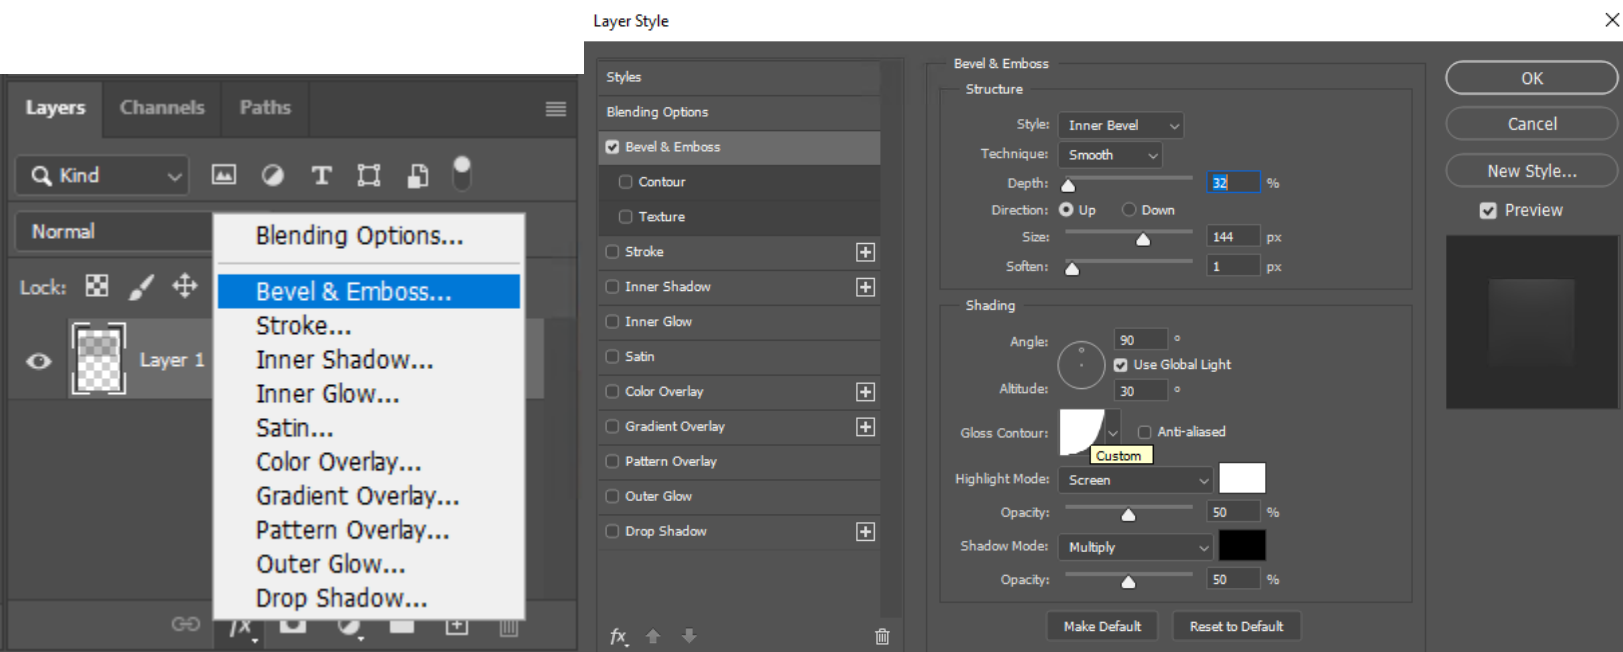 Layers Channels Paths
Kind
Normal
Lock:
Layer 1
Blending Options...
Bevel & Emboss...
Stroke...
Inner Shadow...
Inner Glow...
Satin...
Color Overlay...
Gradient Overlay...
Pattern Overlay...
Outer Glow...
Drop Shadow...
fx
Layer Style
Styles
Blending Options
Bevel & Emboss
Contour
Texture
Stroke
Inner Shadow
Inner Glow
Satin
Color Overlay
Gradient Overlay
Pattern Overlay
Outer Glow
Drop Shadow
fx
Bevel & Emboss
Structure
Style: Inner Bevel
Technique: Smooth
Depth: 32 %
Direction: Up Down
Size: 144 px
Soften: 1 px
Shading
Angle: 90 °
Use Global Light
Altitude: 30 °
Gloss Contour: Anti-aliased
Custom
Highlight Mode: Screen
Opacity: 50 %
Shadow Mode: Multiply
Opacity: 50 %
Make Default Reset to Default
OK
Cancel
New Style...
Preview